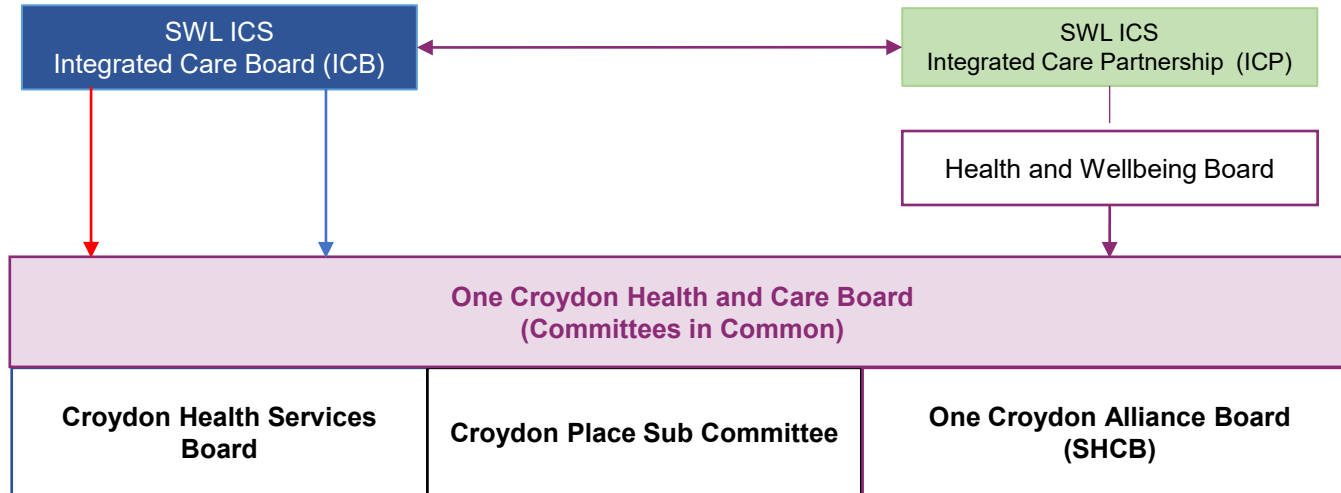 SWL ICS
Integrated Care Board (ICB)
SWL ICS
Integrated Care Partnership (ICP)
Health and Wellbeing Board
One Croydon Health and Care Board
(Committees in Common)
Croydon Health Services
Board
Croydon Place Sub Committee
One Croydon Alliance Board
(SHCB)